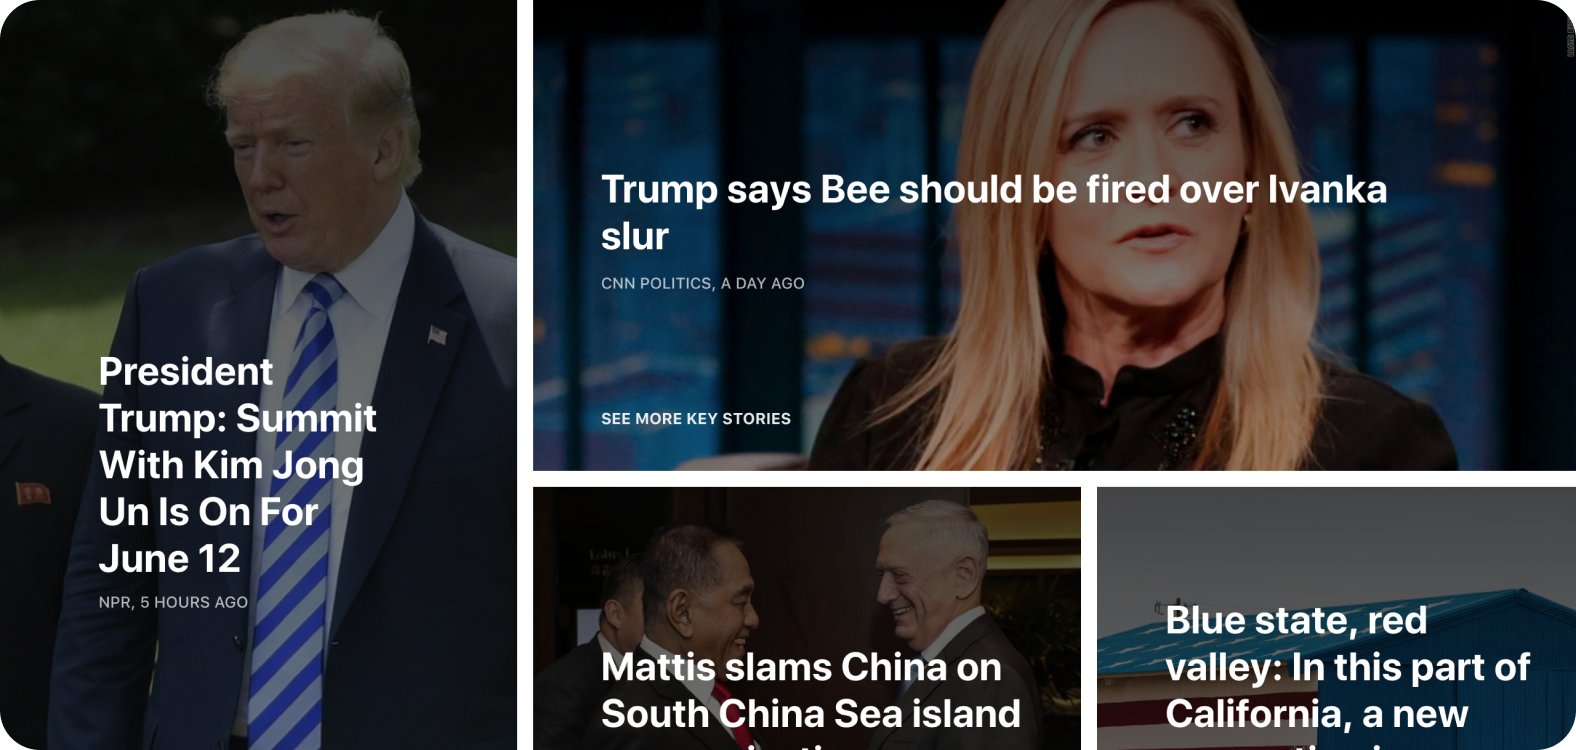 President
Trump: Summit
With Kim Jong
Un Is On For
June 12
NPR, 5 HOURS AGO
Trump says Bee should be fired over Ivanka
slur
CNN POLITICS, A DAY AGO
SEE MORE KEY STORIES
Mattis slams China on
South China Sea island
Blue state, red
valley: In this part of
California, a new